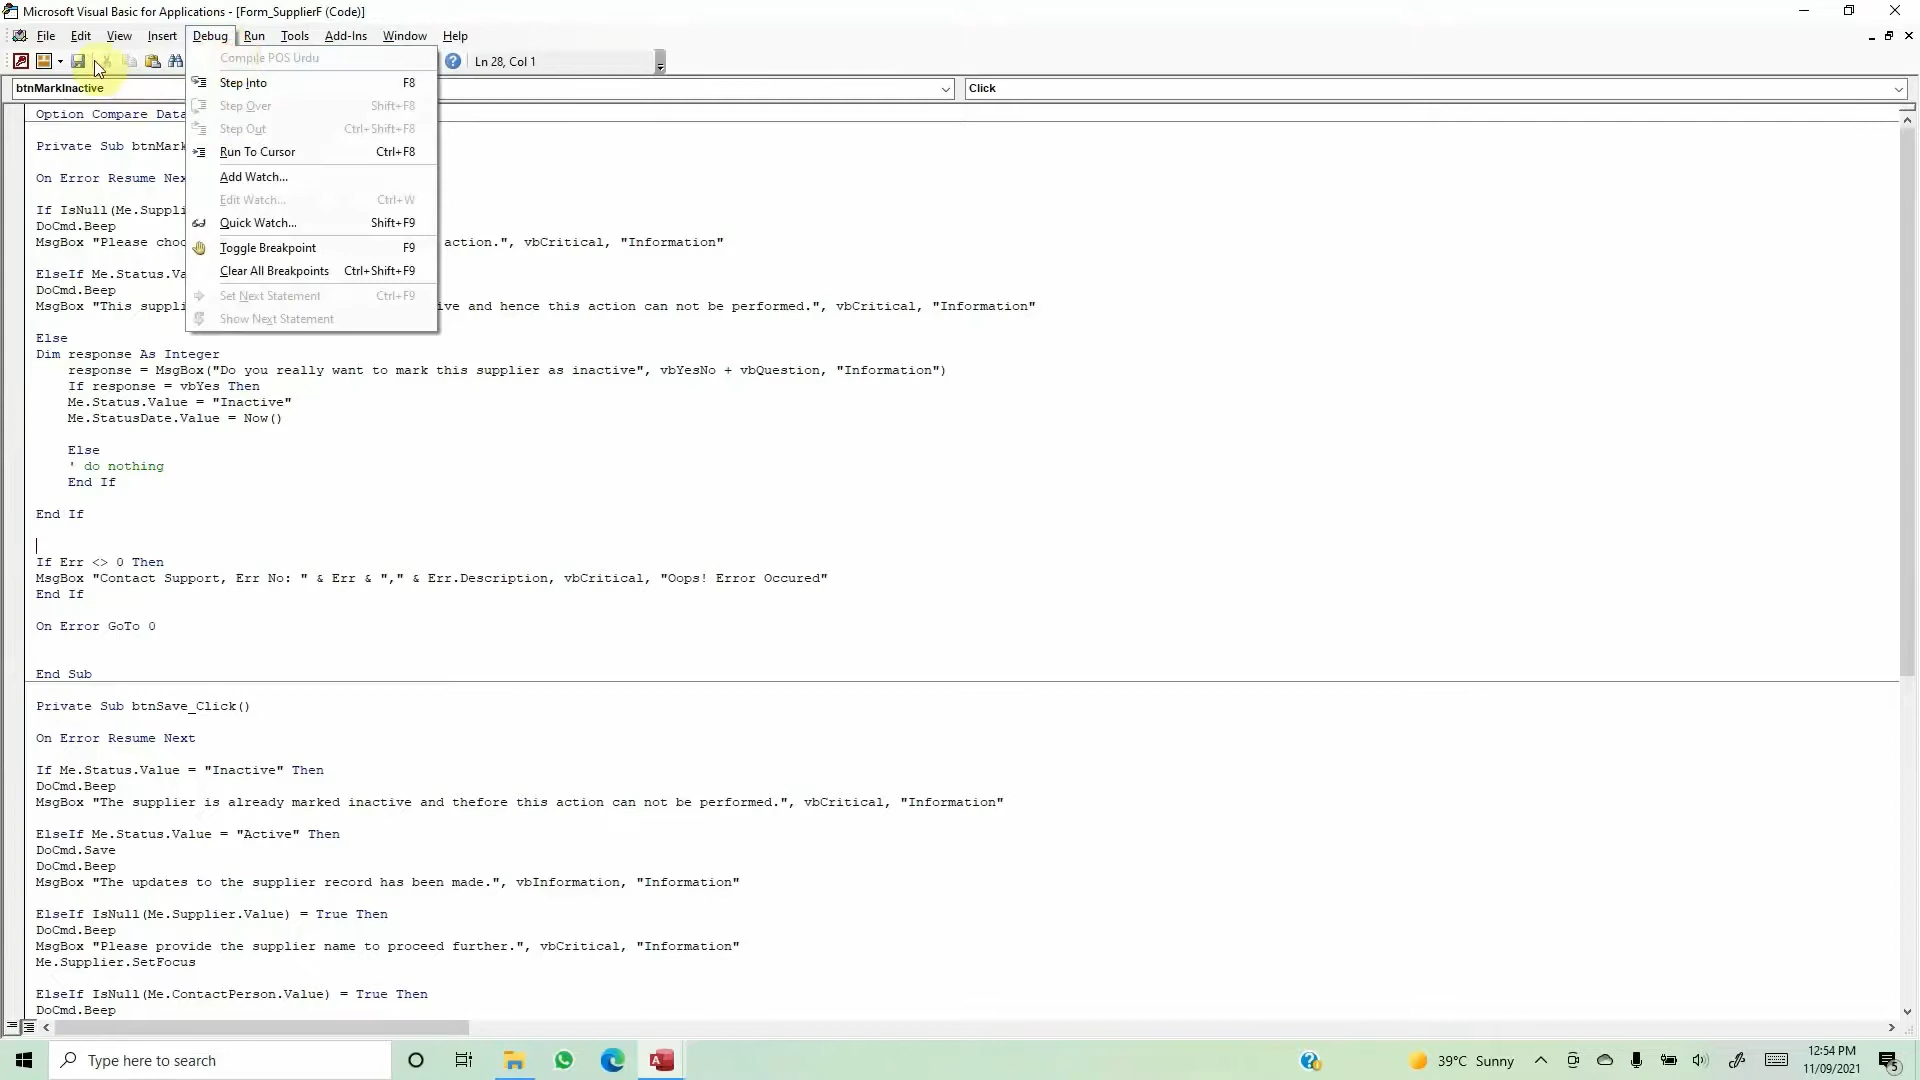 Microsoft Visual Basic for Applications - [Form_SupplierF (Code)]
File Edit View Insert Debug Run Tools Add-Ins Window Help
Ln 28, Col 1
btnMarkInactive
Click
Compile POS Urdu
Step Into F8
Step Over Shift+F8
Step Out Ctrl+Shift+F8
Run To Cursor Ctrl+F8
Add Watch...
Edit Watch... Ctrl+W
Quick Watch... Shift+F9
Toggle Breakpoint F9
Clear All Breakpoints Ctrl+Shift+F9
Set Next Statement Ctrl+F9
Show Next Statement
Option Compare Data
Private Sub btnMark
On Error Resume Nex
If IsNull(Me.Suppli
DoCmd.Beep
MsgBox "Please choo action.", vbCritical, "Information"
ElseIf Me.Status.Va
DoCmd.Beep
MsgBox "This suppli ive and hence this action can not be performed.", vbCritical, "Information"
Else
Dim response As Integer
response = MsgBox("Do you really want to mark this supplier as inactive", vbYesNo + vbQuestion, "Information")
If response = vbYes Then
Me.Status.Value = "Inactive"
Me.StatusDate.Value = Now()
Else
' do nothing
End If
End If
If Err <> 0 Then
MsgBox "Contact Support, Err No: " & Err & "," & Err.Description, vbCritical, "Oops! Error Occured"
End If
On Error GoTo 0
End Sub
Private Sub btnSave_Click()
On Error Resume Next
If Me.Status.Value = "Inactive" Then
DoCmd.Beep
MsgBox "The supplier is already marked inactive and thefore this action can not be performed.", vbCritical, "Information"
ElseIf Me.Status.Value = "Active" Then
DoCmd.Save
DoCmd.Beep
MsgBox "The updates to the supplier record has been made.", vbInformation, "Information"
ElseIf IsNull(Me.Supplier.Value) = True Then
DoCmd.Beep
MsgBox "Please provide the supplier name to proceed further.", vbCritical, "Information"
Me.Supplier.SetFocus
ElseIf IsNull(Me.ContactPerson.Value) = True Then
DoCmd.Beep
Type here to search
39°C Sunny
12:54 PM
11/09/2021
5